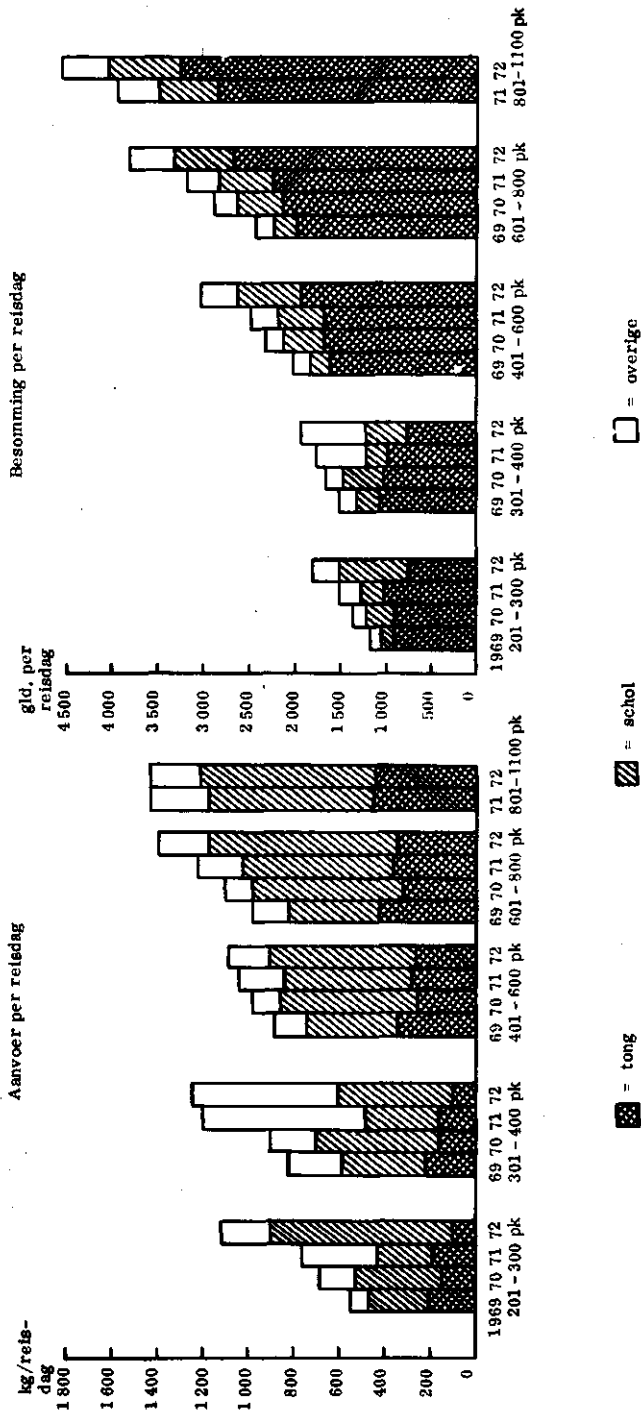 Aanvoer per reisdag
kg/reis-
dag
1 800
1 600
1 400
1 200
1 000
800
600
400
200
0
1969 70 71 72
201 - 300 pk
69 70 71 72
301 - 400 pk
69 70 71 72
401 - 600 pk
69 70 71 72
601 - 800 pk
71 72
801-1100 pk
Besomming per reisdag
gld. per
reisdag
4 500
4 000
3 500
3 000
2 500
2 000
1 500
1 000
500
0
1969 70 71 72
201 - 300 pk
69 70 71 72
301 - 400 pk
69 70 71 72
401 - 600 pk
69 70 71 72
601 - 800 pk
71 72
801-1100 pk
= tong
= schol
= overige